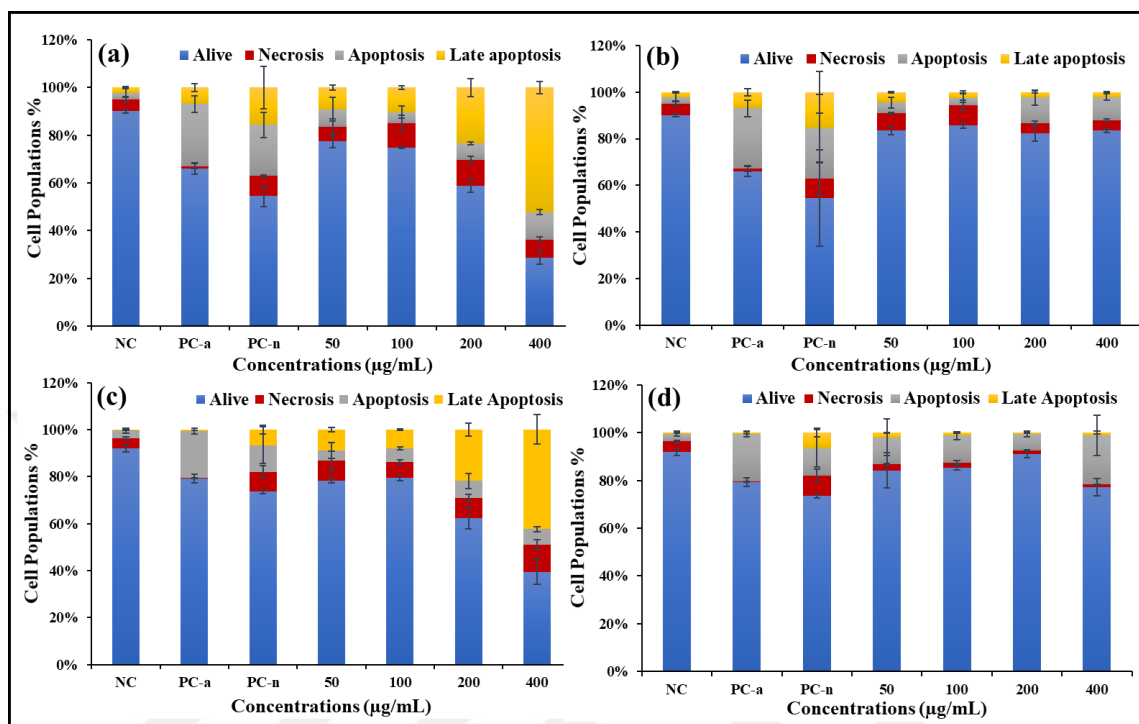 (a)
120%
Alive Necrosis Apoptosis Late apoptosis
100%
80%
60%
40%
20%
0%
Cell Populations %
NC PC-a PC-n 50 100 200 400
Concentrations (µg/mL)
(b)
120%
Alive Necrosis Apoptosis Late apoptosis
100%
80%
60%
40%
20%
0%
Cell Populations %
NC PC-a PC-n 50 100 200 400
Concentrations (µg/mL)
(c)
120%
Alive Necrosis Apoptosis Late Apoptosis
100%
80%
60%
40%
20%
0%
Cell Populations %
NC PC-a PC-n 50 100 200 400
Concentrations (µg/mL)
(d)
120%
Alive Necrosis Apoptosis Late Apoptosis
100%
80%
60%
40%
20%
0%
Cell Populations %
NC PC-a PC-n 50 100 200 400
Concentrations (µg/mL)